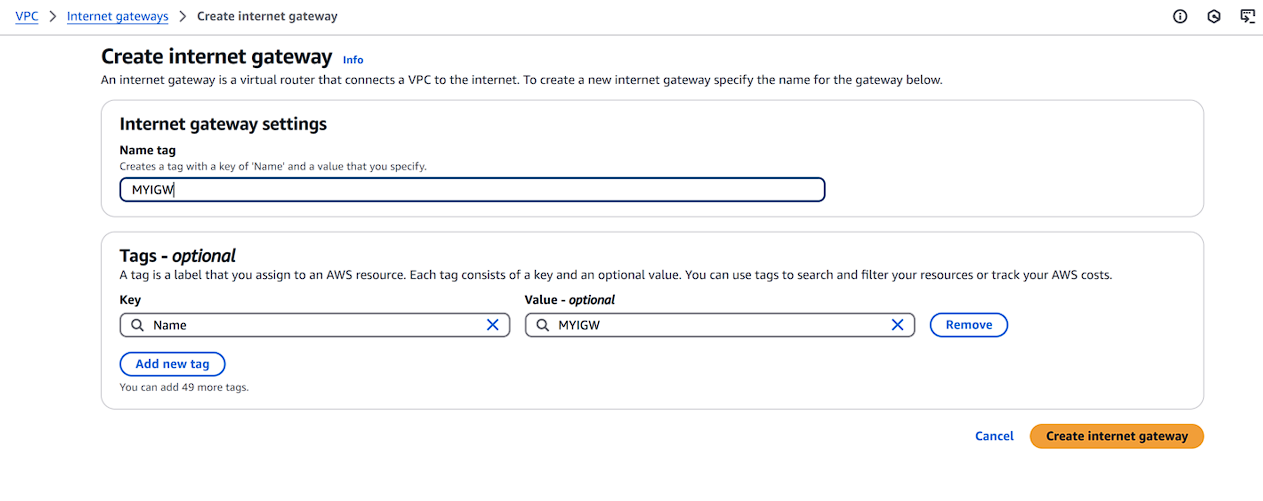 VPC > Internet gateways > Create internet gateway
Create internet gateway Info
An internet gateway is a virtual router that connects a VPC to the internet. To create a new internet gateway specify the name for the gateway below.
Internet gateway settings
Name tag
Creates a tag with a key of 'Name' and a value that you specify.
MYIGW
Tags - optional
A tag is a label that you assign to an AWS resource. Each tag consists of a key and an optional value. You can use tags to search and filter your resources or track your AWS costs.
Key Value - optional
Name MYIGW Remove
Add new tag
You can add 49 more tags.
Cancel Create internet gateway